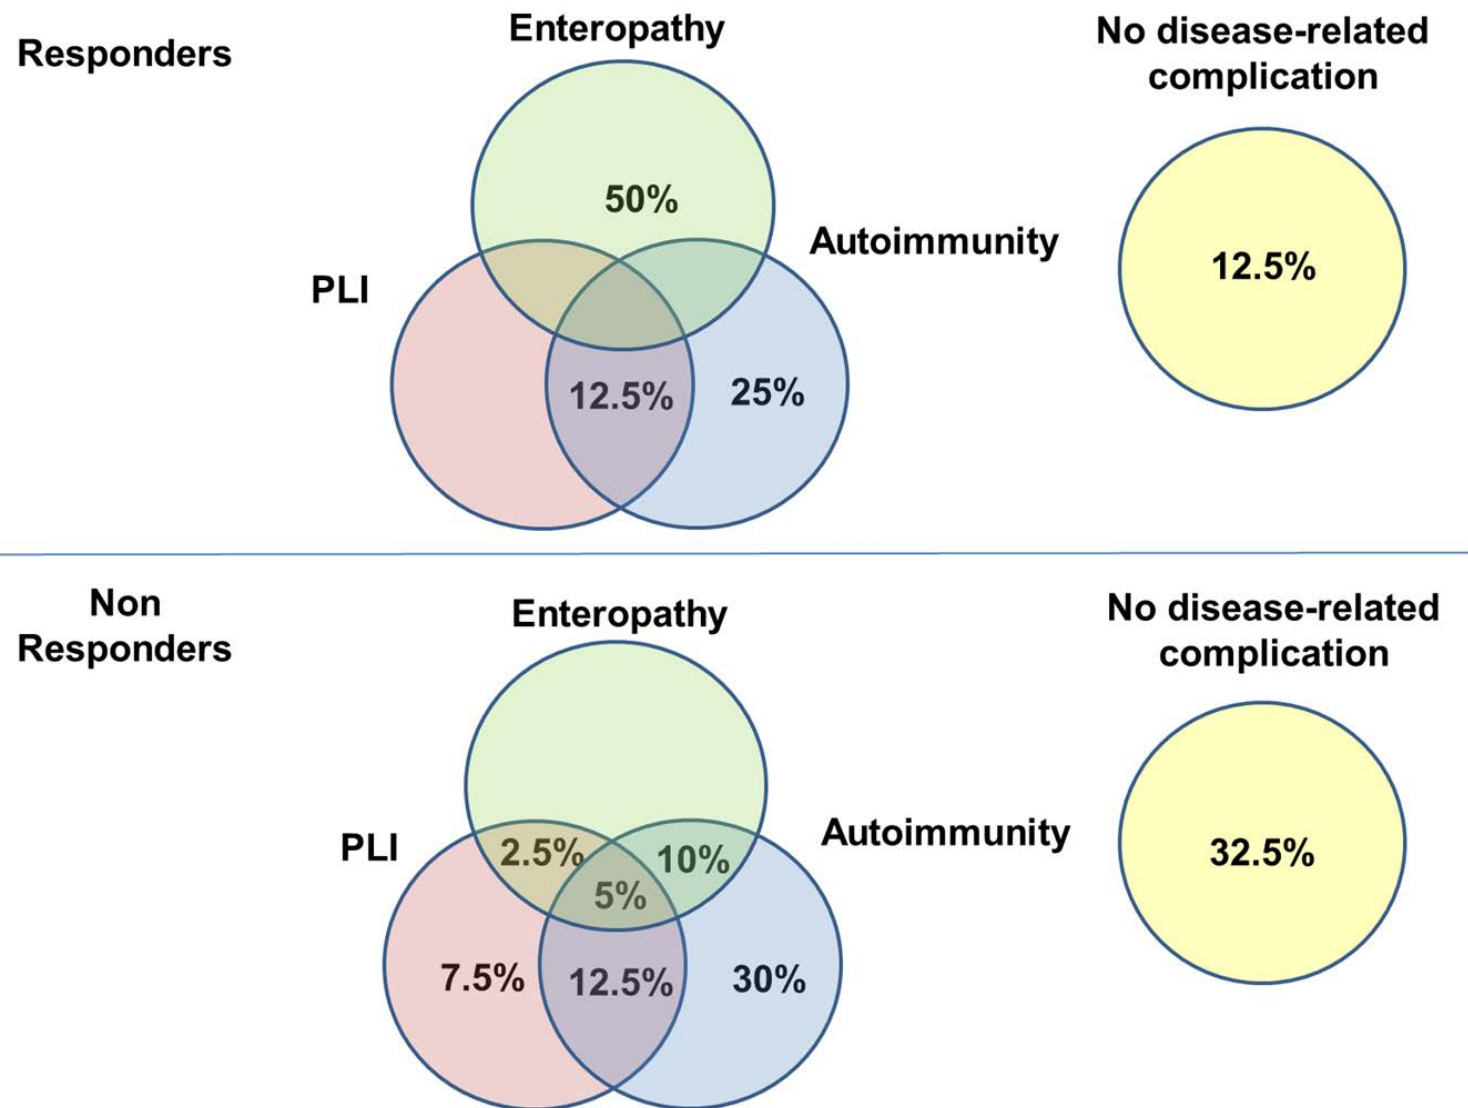 Responders
Enteropathy
No disease-related
complication
50%
Autoimmunity
12.5%
PLI
12.5%
25%
Non
Responders
Enteropathy
No disease-related
complication
PLI
Autoimmunity
2.5%
10%
32.5%
5%
7.5%
12.5%
30%